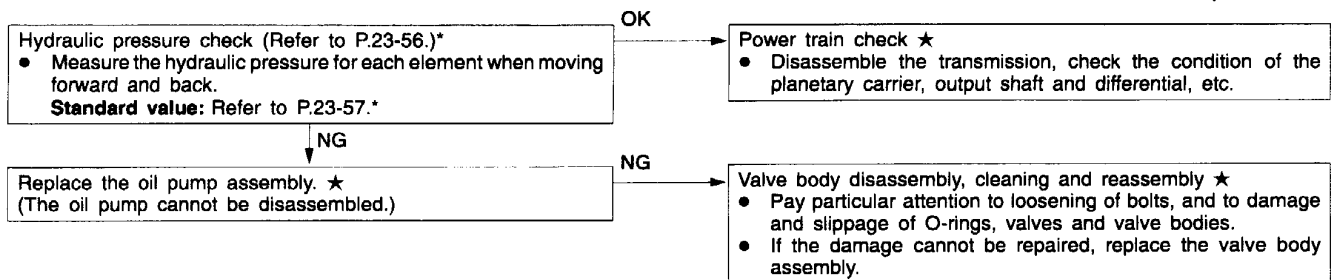 OK
Hydraulic pressure check (Refer to P.23-56.)*
● Measure the hydraulic pressure for each element when moving
forward and back.
Standard value: Refer to P.23-57.*
Power train check ★
● Disassemble the transmission, check the condition of the
planetary carrier, output shaft and differential, etc.
NG
NG
Replace the oil pump assembly. ★
(The oil pump cannot be disassembled.)
Valve body disassembly, cleaning and reassembly ★
● Pay particular attention to loosening of bolts, and to damage
and slippage of O-rings, valves and valve bodies.
● If the damage cannot be repaired, replace the valve body
assembly.